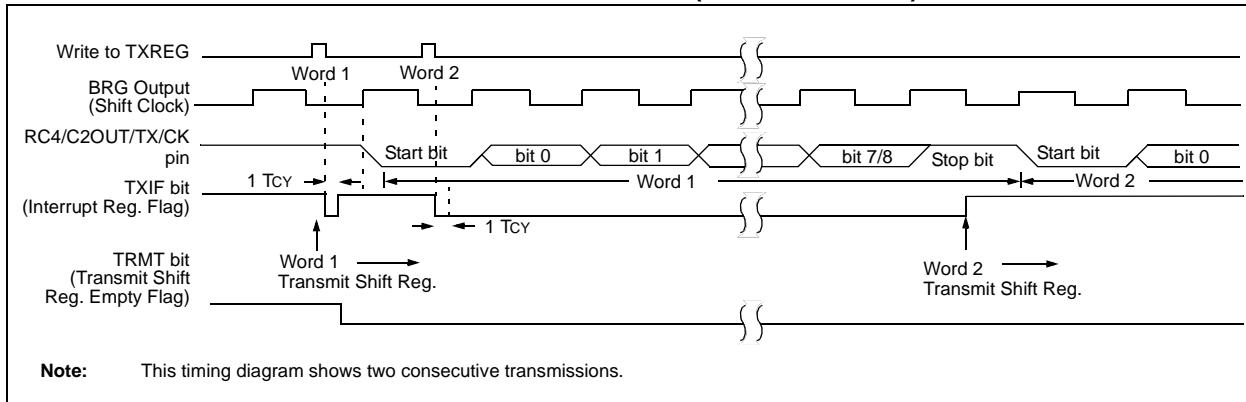 Write to TXREG
Word 1
Word 2
BRG Output
(Shift Clock)
RC4/C2OUT/TX/CK
pin
Start bit
bit 0
bit 1
bit 7/8
Stop bit
Start bit
bit 0
Word 1
Word 2
1 TCY
TXIF bit
(Interrupt Reg. Flag)
1 TCY
Word 1
Transmit Shift Reg.
Word 2
Transmit Shift Reg.
TRMT bit
(Transmit Shift
Reg. Empty Flag)
Note: This timing diagram shows two consecutive transmissions.